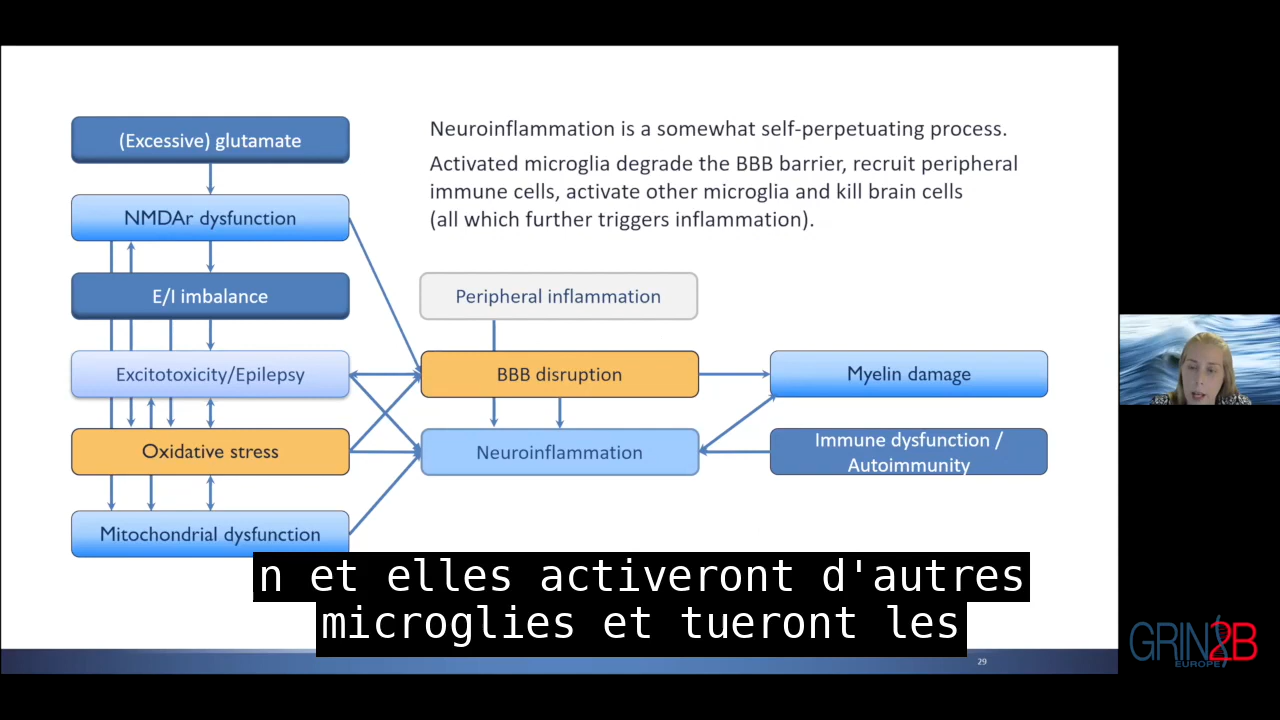 (Excessive) glutamate
NMDAr dysfunction
E/I imbalance
Excitotoxicity/Epilepsy
Oxidative stress
Mitochondrial dysfunction
Neuroinflammation is a somewhat self-perpetuating process.
Activated microglia degrade the BBB barrier, recruit peripheral
immune cells, activate other microglia and kill brain cells
(all which further triggers inflammation).
Peripheral inflammation
BBB disruption
Neuroinflammation
Myelin damage
Immune dysfunction /
Autoimmunity
n et elles activeront d'autres
microglies et tueront les
29
GRIN2B
EUROPE